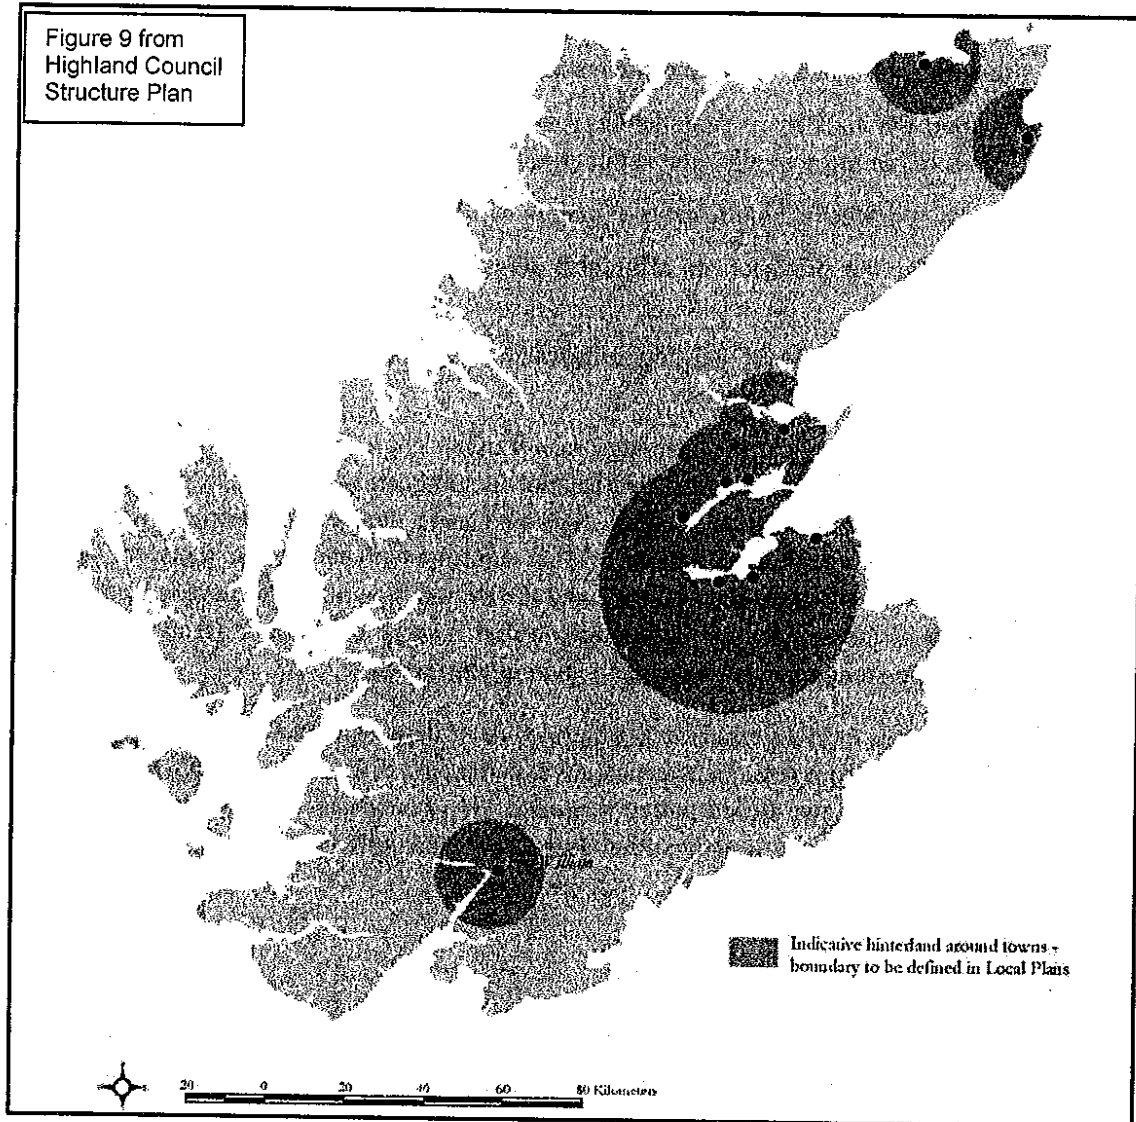 Figure 9 from
Highland Council
Structure Plan
Indicative hinterland around towns -
boundary to be defined in Local Plans
20 0 20 40 60 80 Kilometers